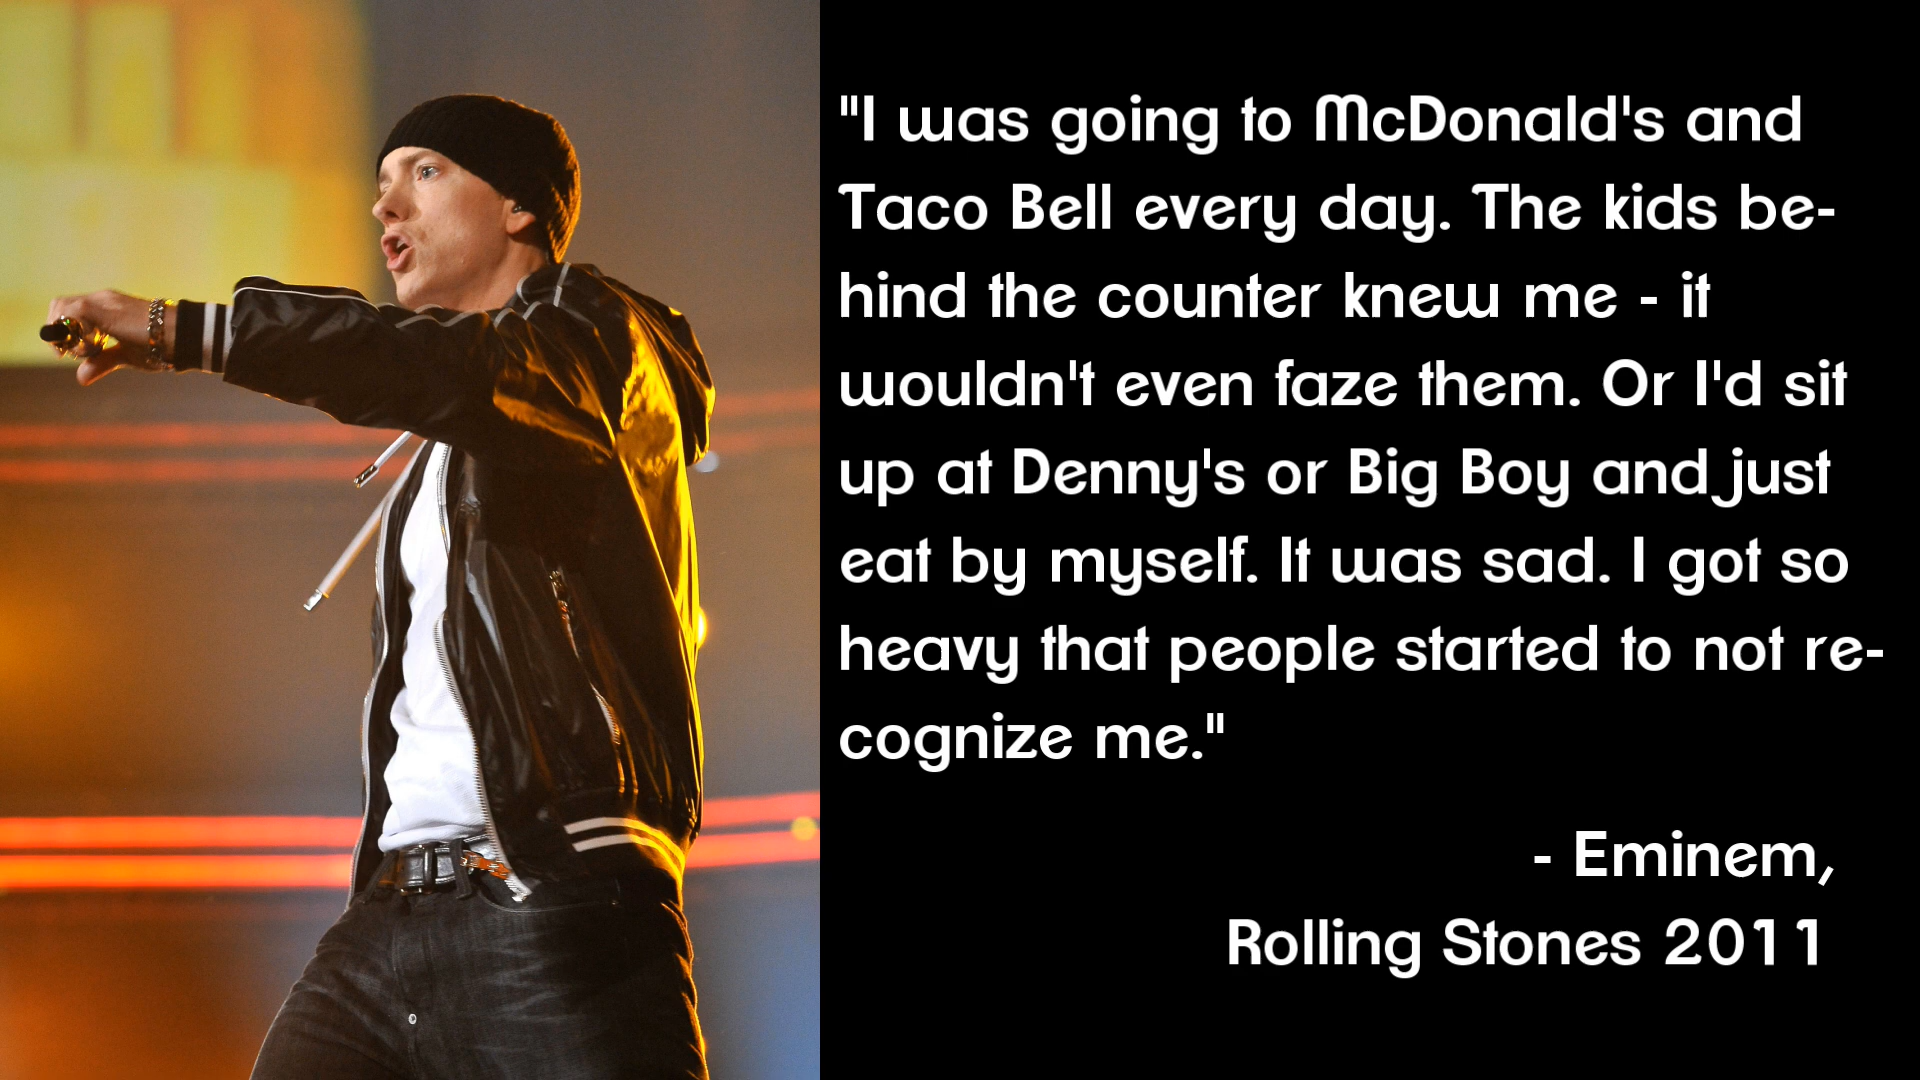 "I was going to McDonald's and
Taco Bell every day. The kids be-
hind the counter knew me - it
wouldn't even faze them. Or I'd sit
up at Denny's or Big Boy and just
eat by myself. It was sad. I got so
heavy that people started to not re-
cognize me."
- Eminem,
Rolling Stones 2011